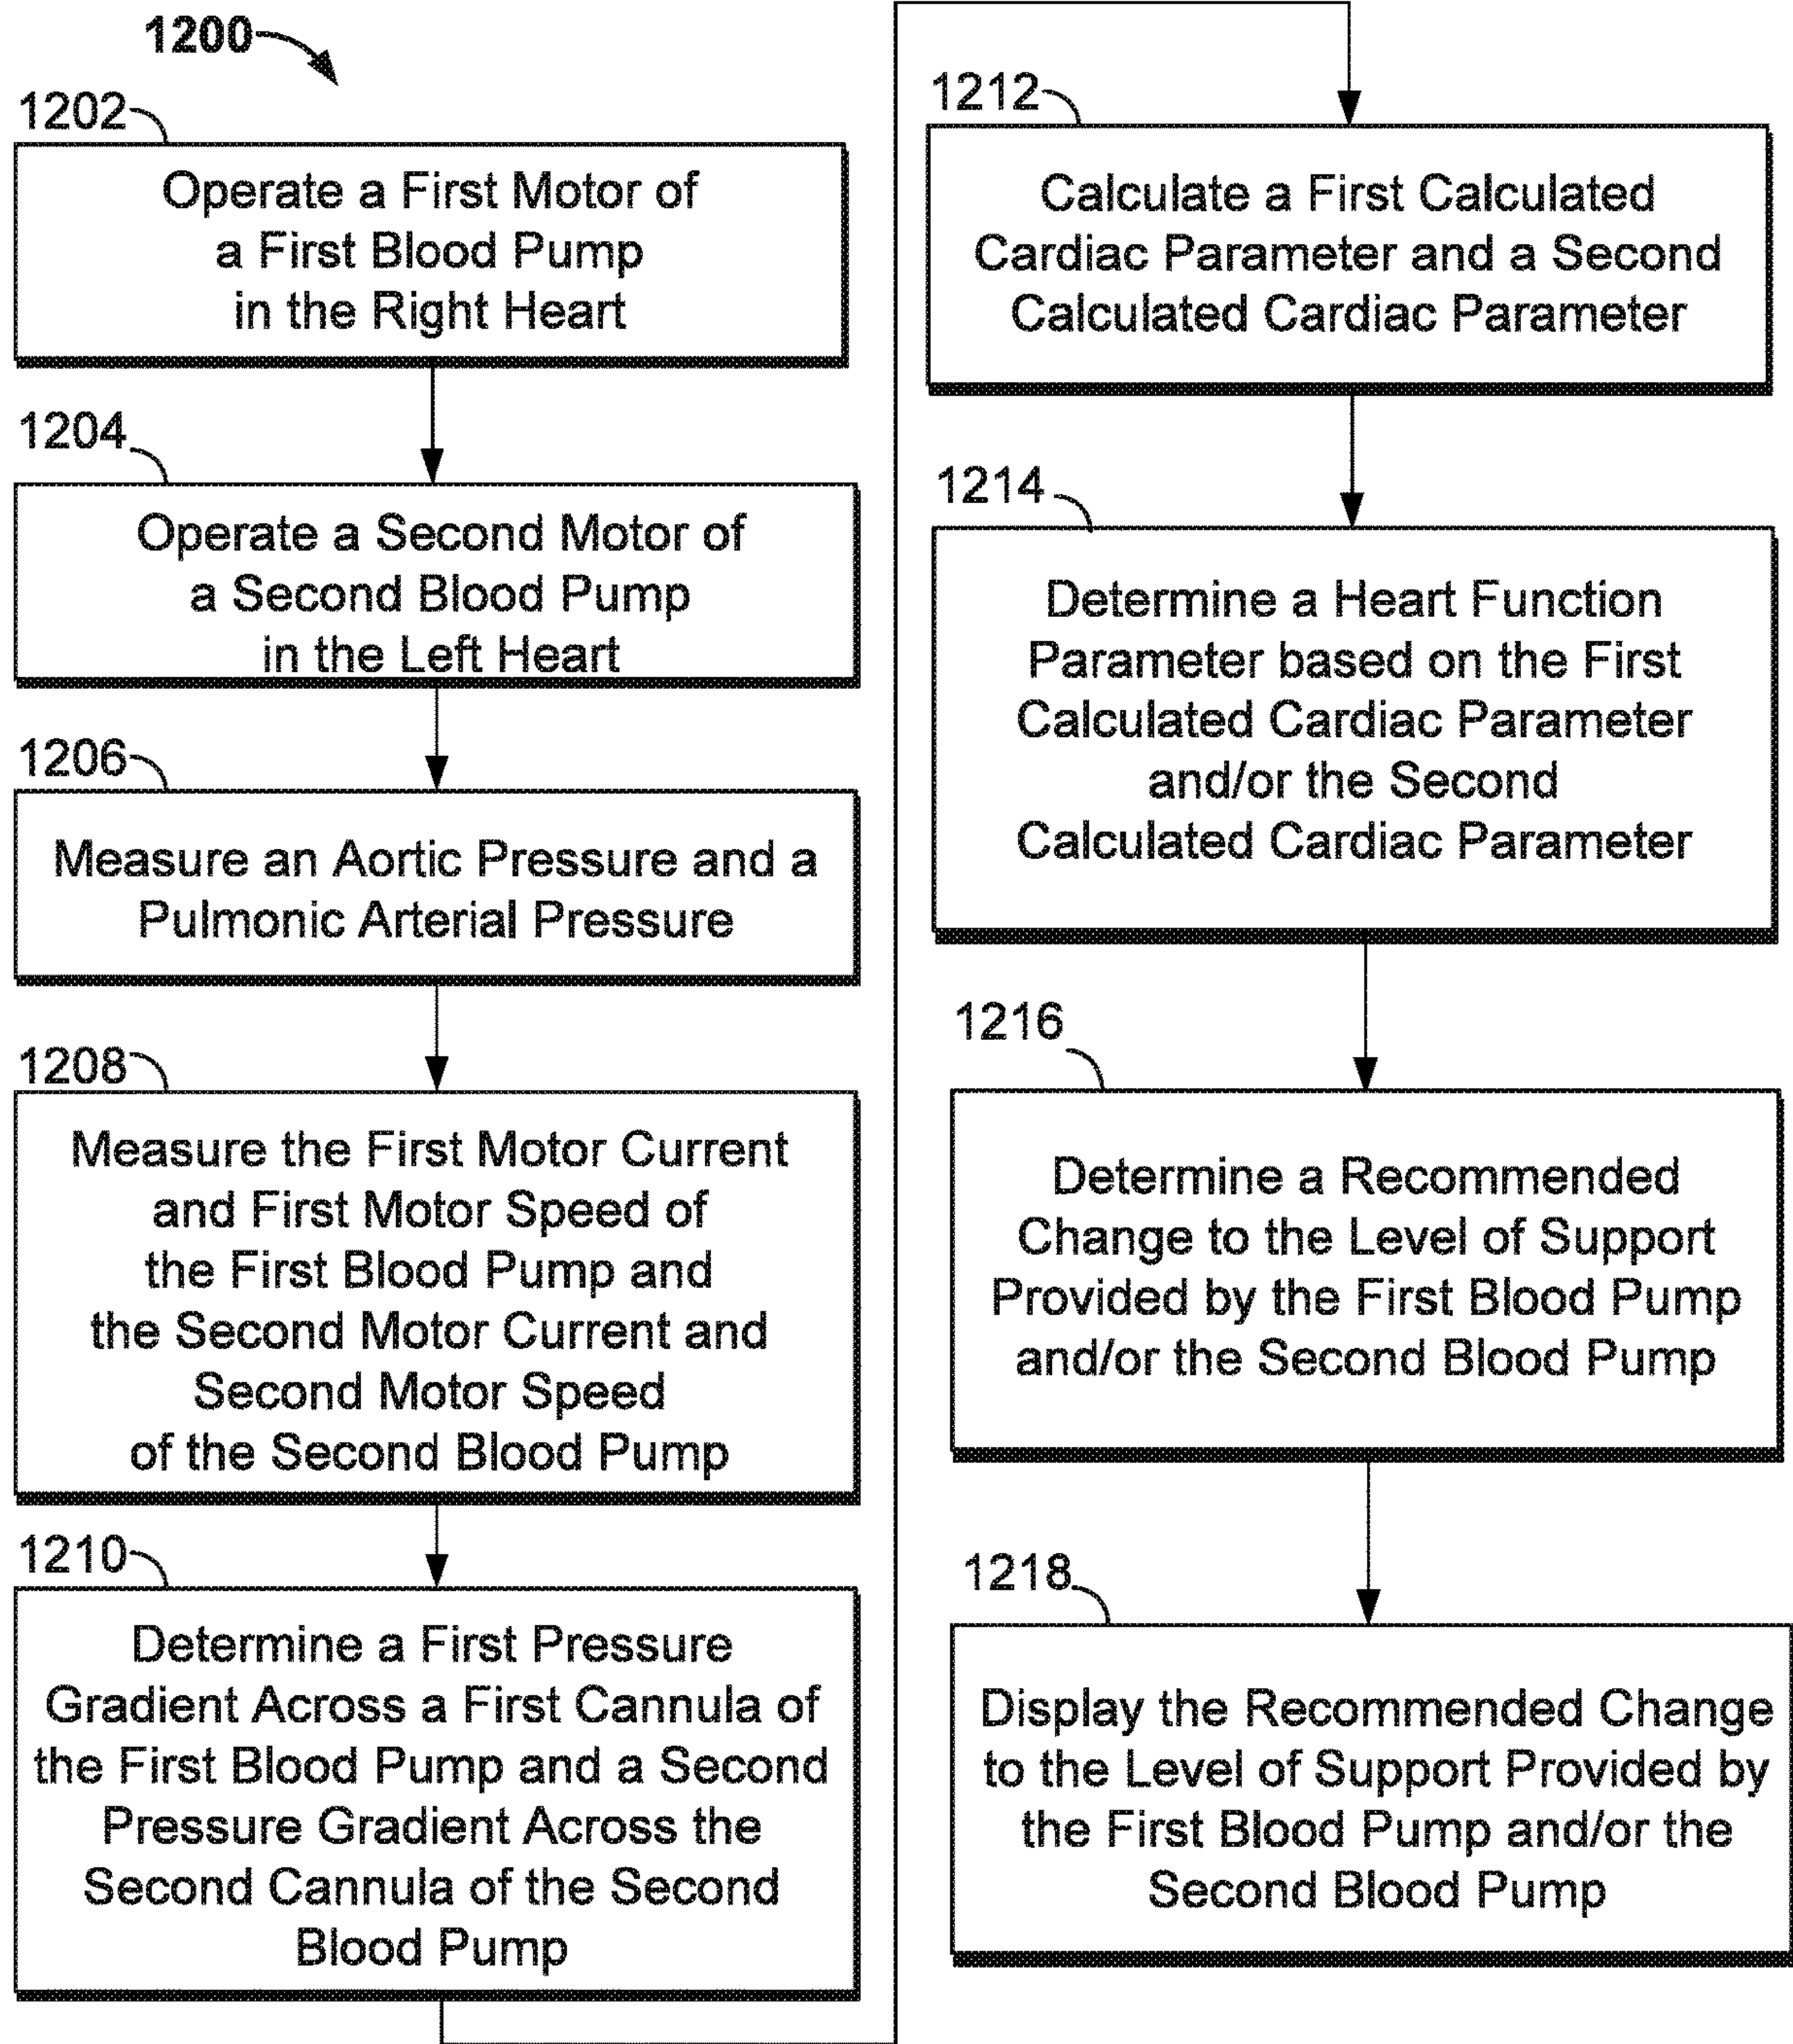 1200
1202
Operate a First Motor of
a First Blood Pump
in the Right Heart
1204
Operate a Second Motor of
a Second Blood Pump
in the Left Heart
1206
Measure an Aortic Pressure and a
Pulmonic Arterial Pressure
1208
Measure the First Motor Current
and First Motor Speed of
the First Blood Pump and
the Second Motor Current and
Second Motor Speed
of the Second Blood Pump
1210
Determine a First Pressure
Gradient Across a First Cannula of
the First Blood Pump and a Second
Pressure Gradient Across the
Second Cannula of the Second
Blood Pump
1212
Calculate a First Calculated
Cardiac Parameter and a Second
Calculated Cardiac Parameter
1214
Determine a Heart Function
Parameter based on the First
Calculated Cardiac Parameter
and/or the Second
Calculated Cardiac Parameter
1216
Determine a Recommended
Change to the Level of Support
Provided by the First Blood Pump
and/or the Second Blood Pump
1218
Display the Recommended Change
to the Level of Support Provided by
the First Blood Pump and/or the
Second Blood Pump